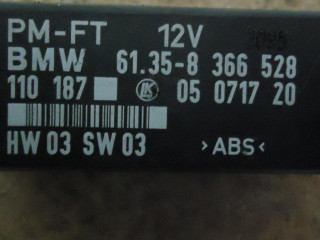 PM-FT 12V
BMW 61.35-8 366 528
110 187 LK 05 0717 20
HW 03 SW 03 >ABS<